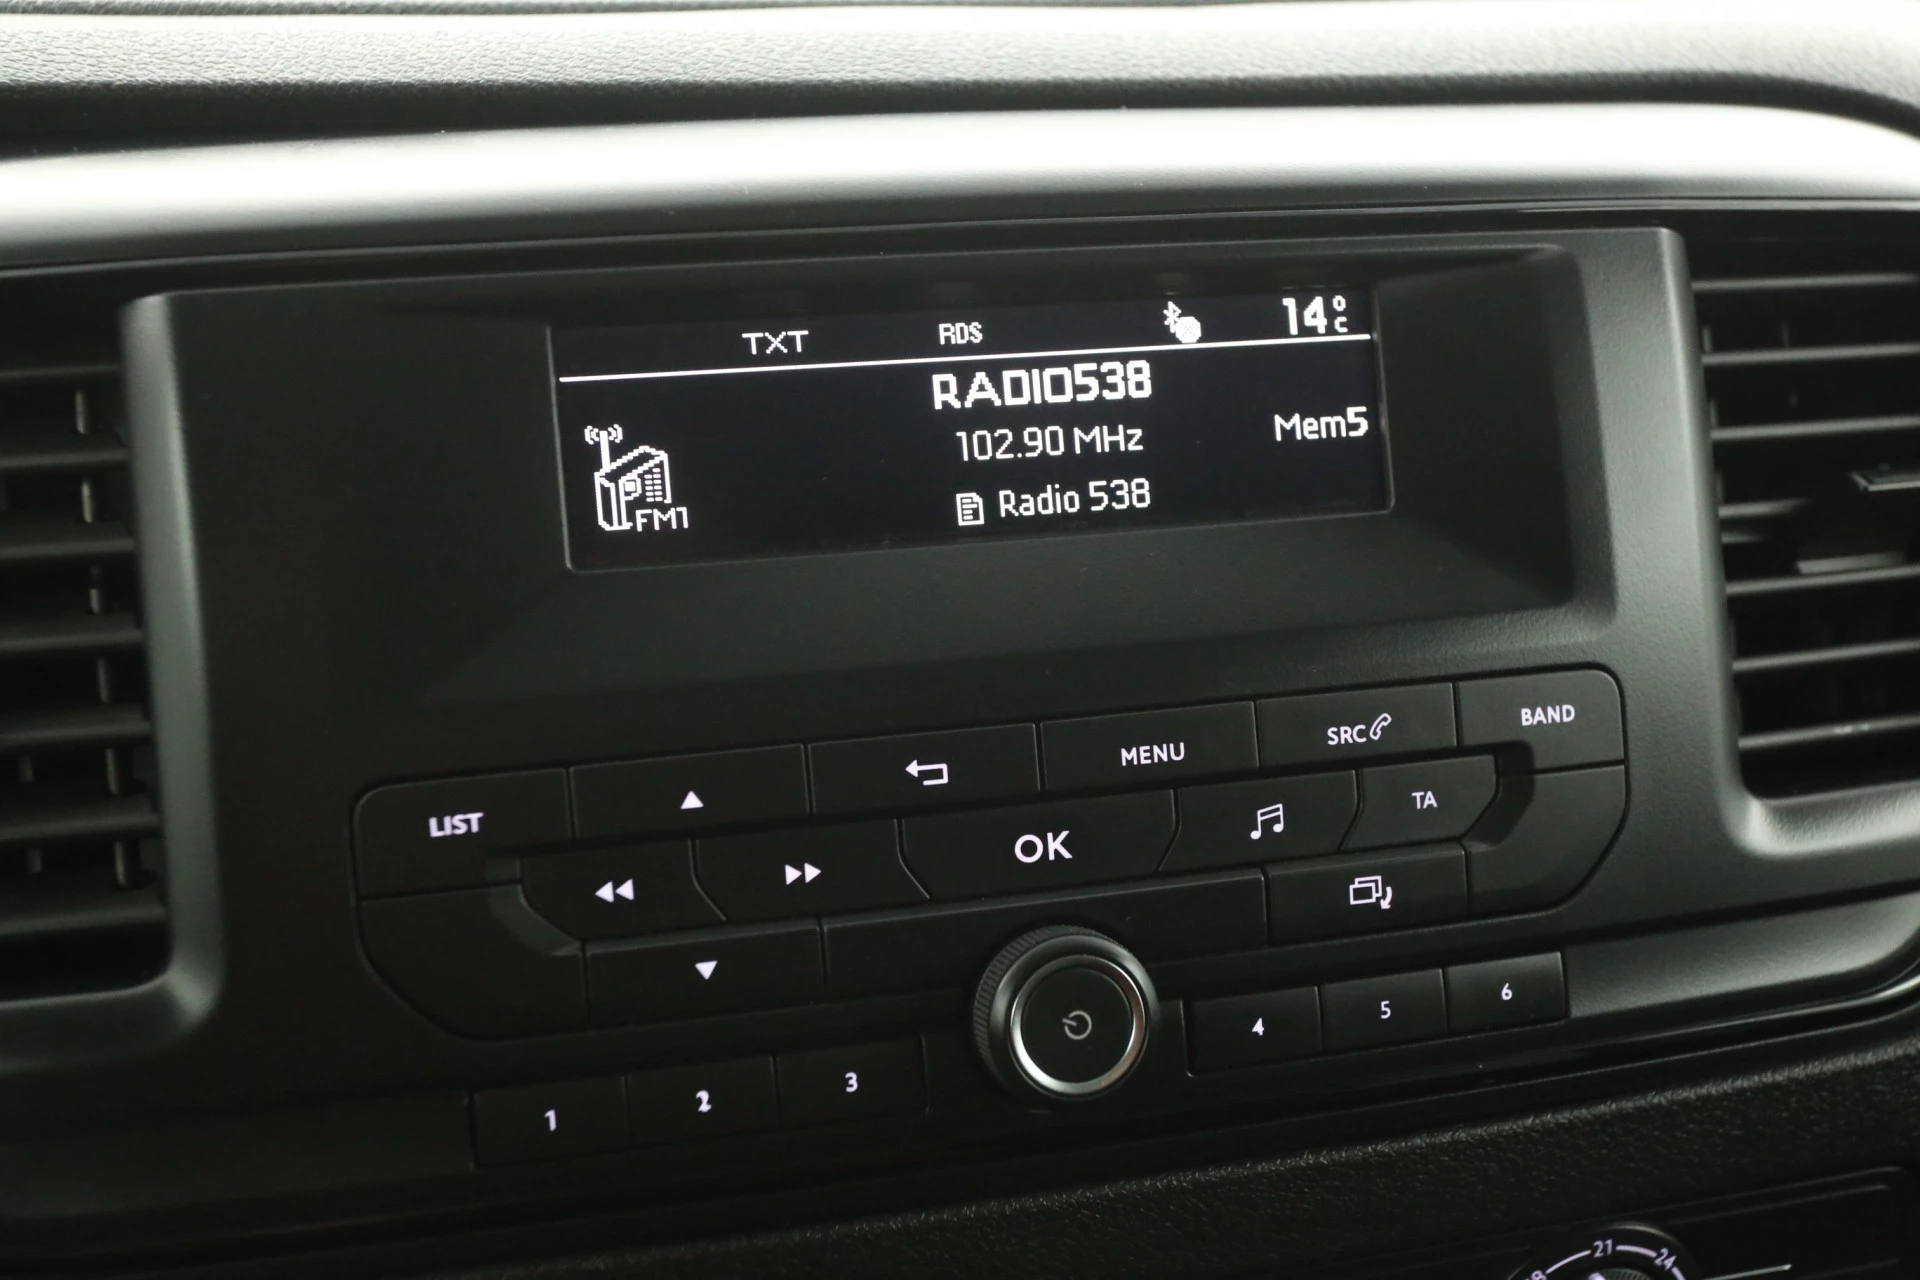 TXT RDS 14°C
RADIO538
102.90 MHz Mem5
Radio 538
FM1
LIST MENU SRC BAND
OK TA
1 2 3 4 5 6
21 24